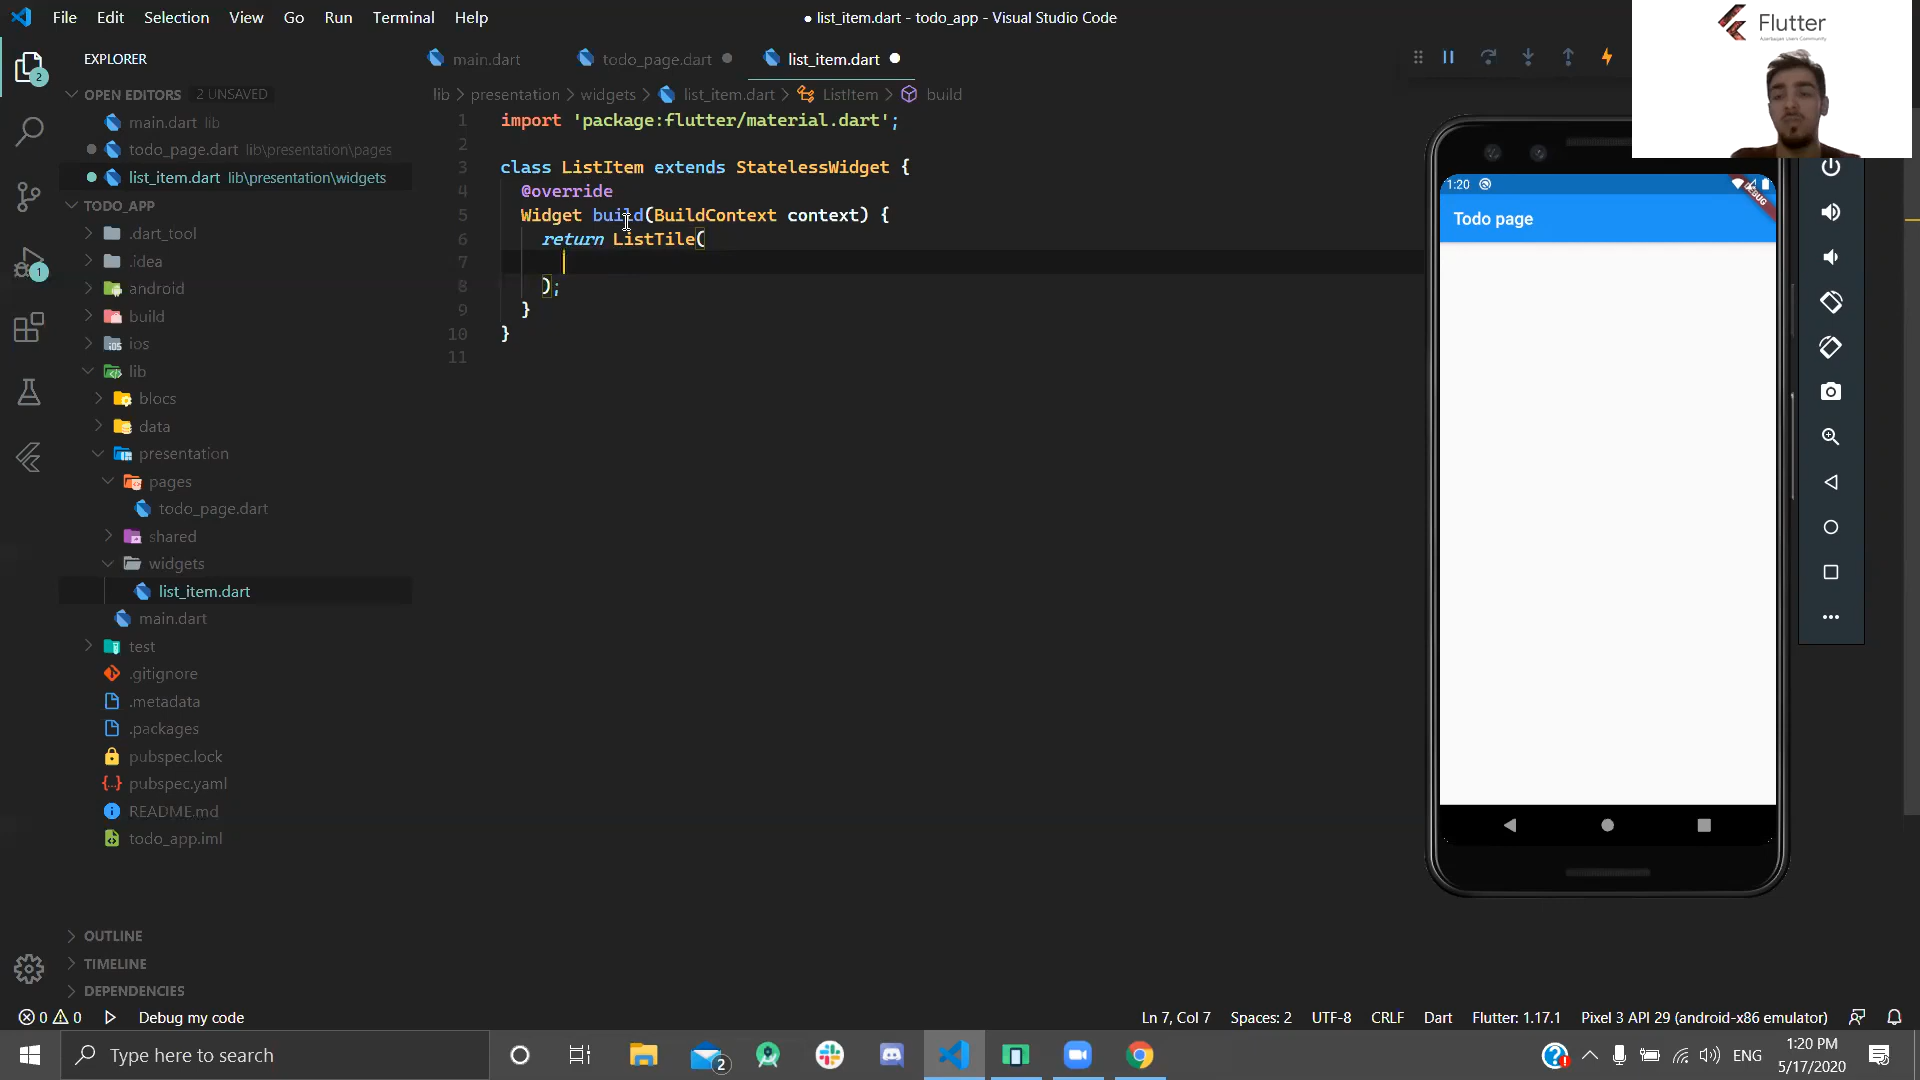 File Edit Selection View Go Run Terminal Help
● list_item.dart - todo_app - Visual Studio Code
Flutter
EXPLORER
main.dart
todo_page.dart
list_item.dart
OPEN EDITORS 2 UNSAVED
lib > presentation > widgets > list_item.dart > ListItem > build
main.dart lib
todo_page.dart lib\presentation\pages
list_item.dart lib\presentation\widgets
TODO_APP
.dart_tool
.idea
android
build
ios
lib
blocs
data
presentation
pages
todo_page.dart
shared
widgets
list_item.dart
main.dart
test
.gitignore
.metadata
.packages
pubspec.lock
pubspec.yaml
README.md
todo_app.iml
OUTLINE
TIMELINE
DEPENDENCIES
1 import 'package:flutter/material.dart';
2
3 class ListItem extends StatelessWidget {
4 @override
5 Widget build(BuildContext context) {
6 return ListTile(
7
8 );
9 }
10 }
11
1:20
DEBUG
Todo page
2
1
0 0 Debug my code
Ln 7, Col 7 Spaces: 2 UTF-8 CRLF Dart Flutter: 1.17.1 Pixel 3 API 29 (android-x86 emulator)
Type here to search
2
ENG
1:20 PM
5/17/2020